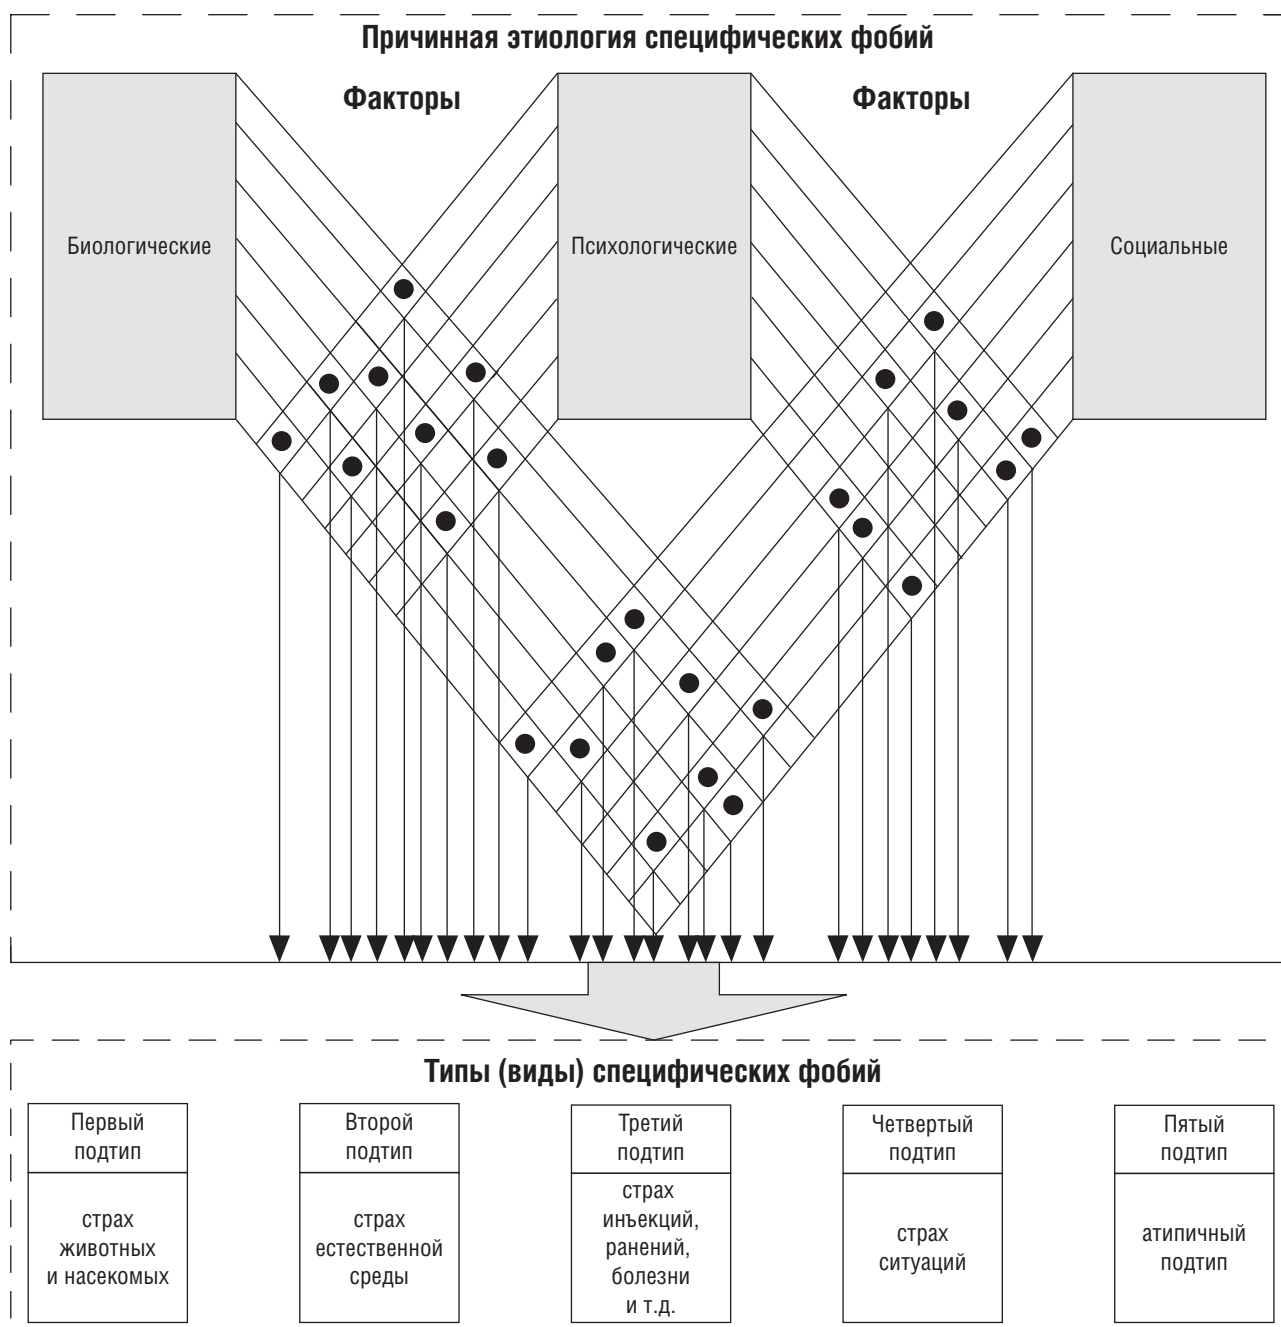 Причинная этиология специфических фобий
Факторы
Факторы
Биологические
Психологические
Социальные
Типы (виды) специфических фобий
Первый
подтип
страх
животных
и насекомых
Второй
подтип
страх
естественной
среды
Третий
подтип
страх
инъекций,
ранений,
болезни
и т.д.
Четвертый
подтип
страх
ситуаций
Пятый
подтип
атипичный
подтип